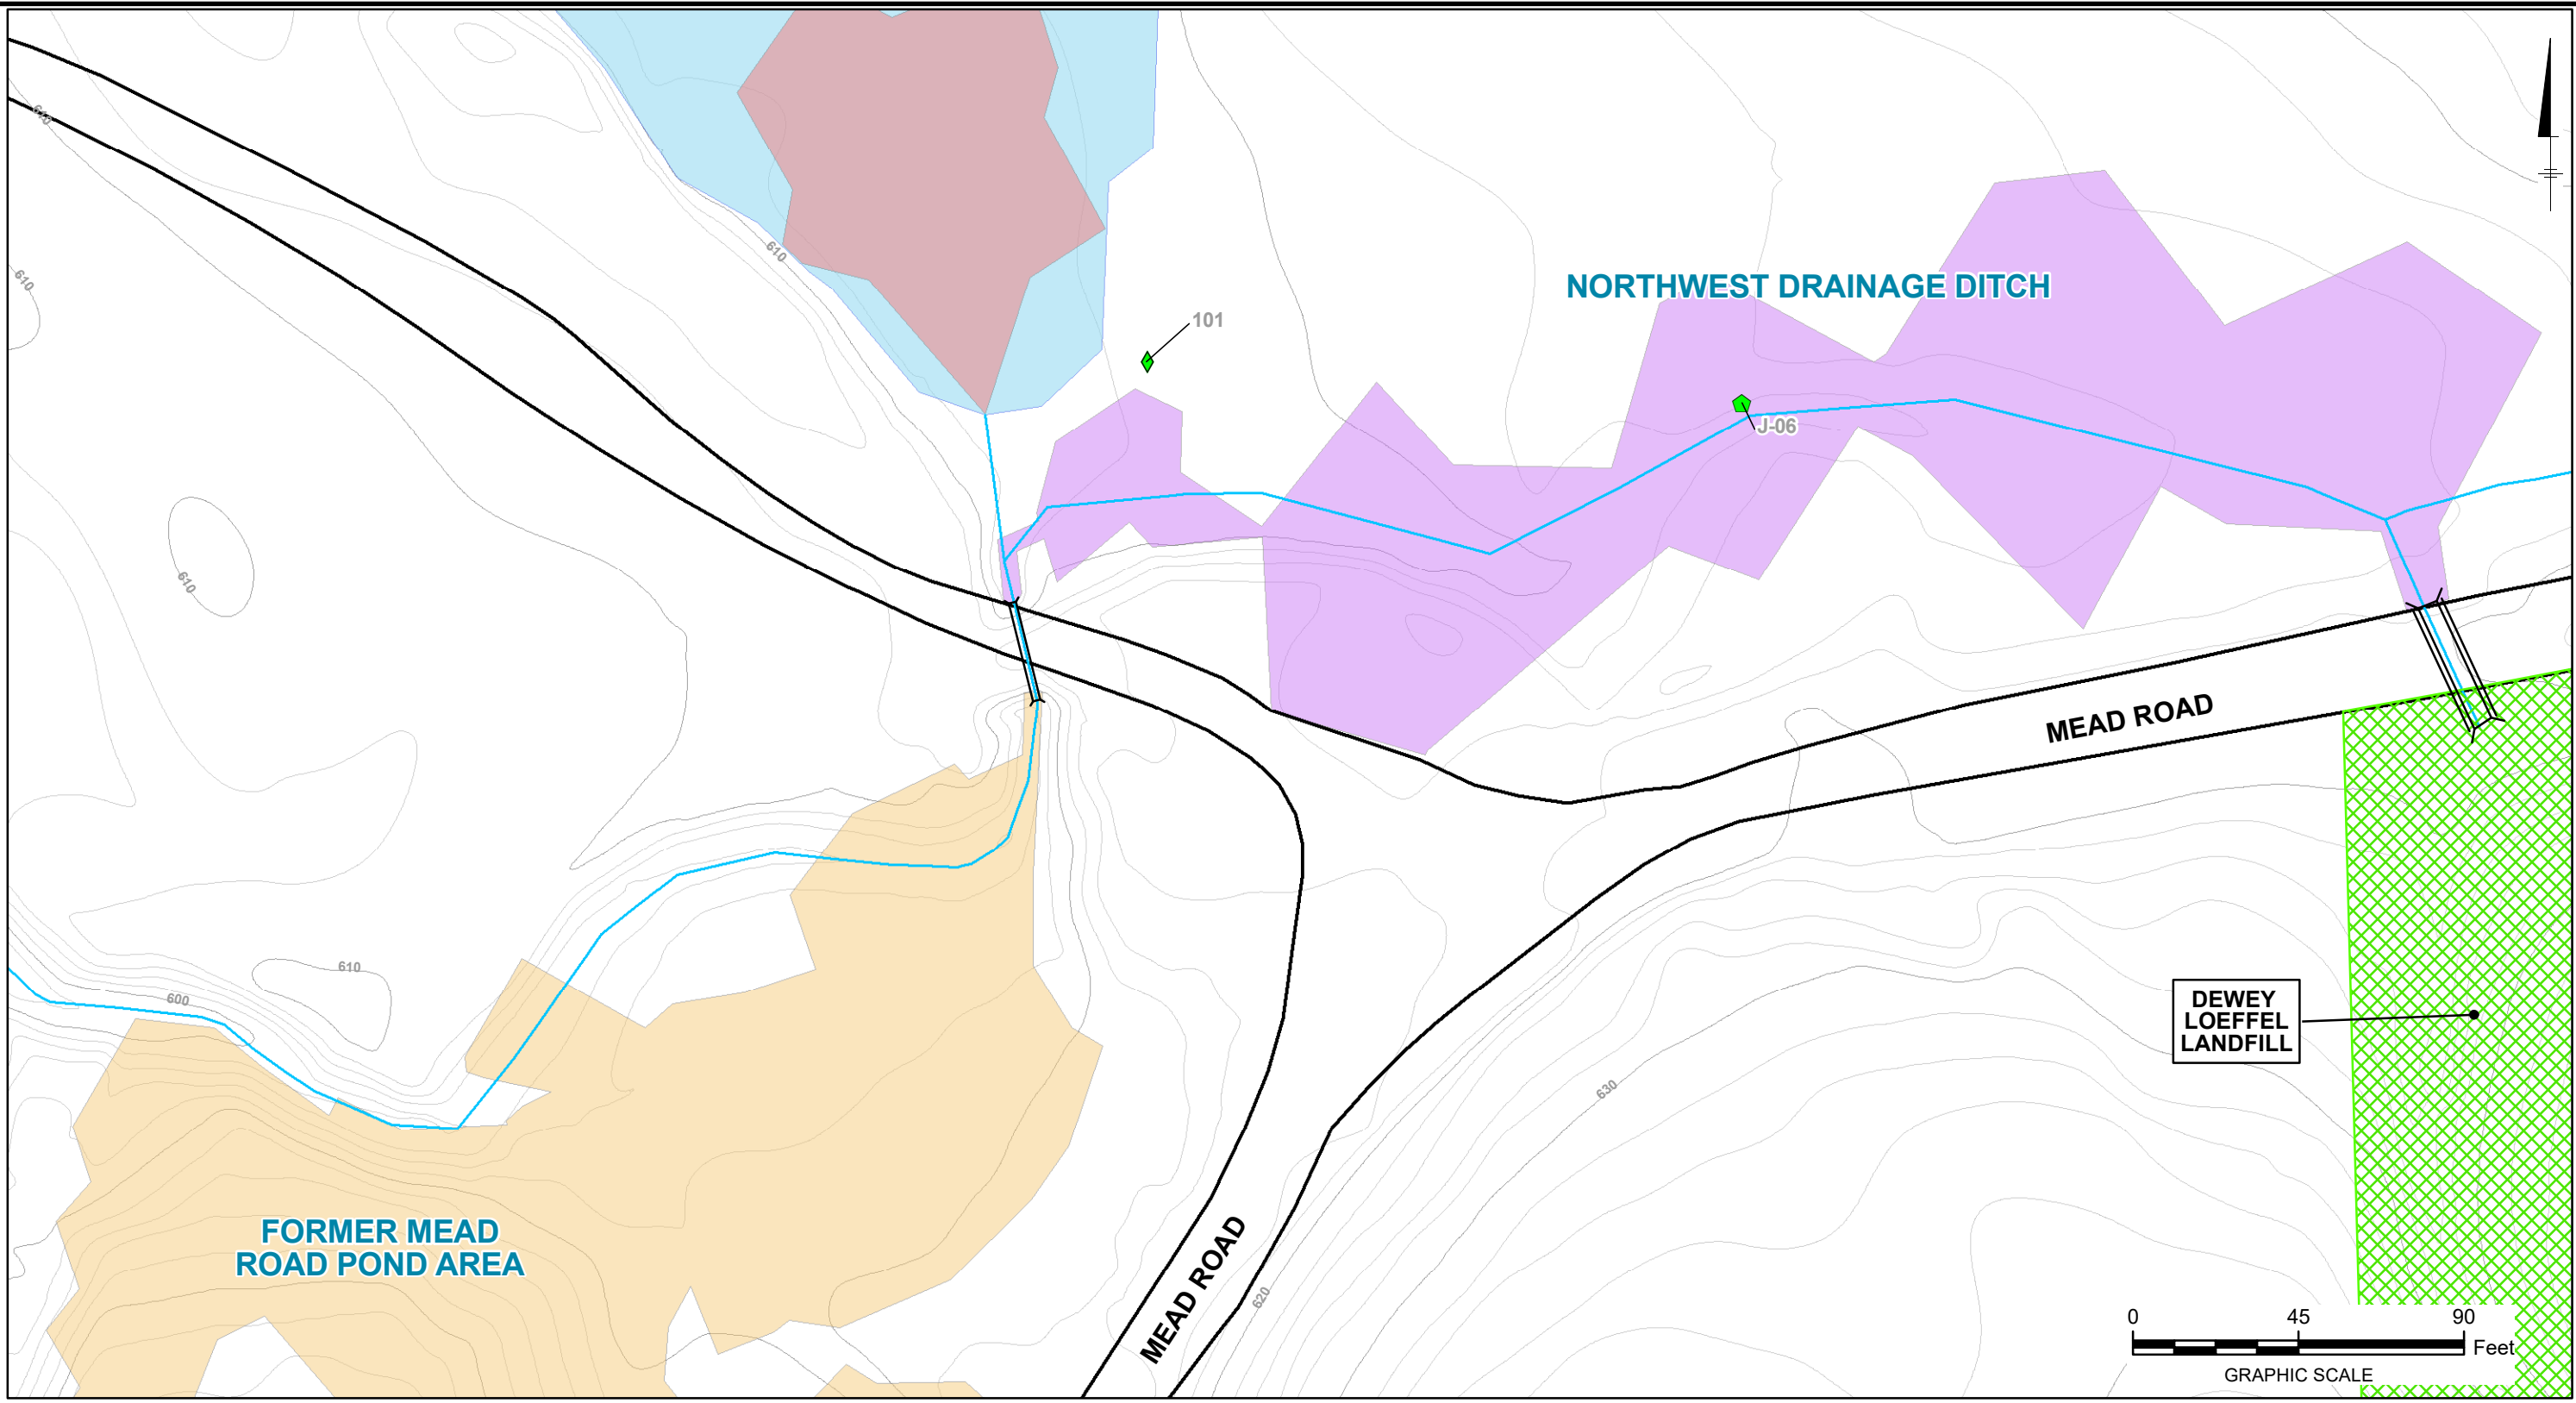 610
610
610
101
NORTHWEST DRAINAGE DITCH
J-06
610
MEAD ROAD
610
600
DEWEY
LOEFFEL
LANDFILL
630
FORMER MEAD
ROAD POND AREA
MEAD ROAD
620
0 45 90
Feet
GRAPHIC SCALE